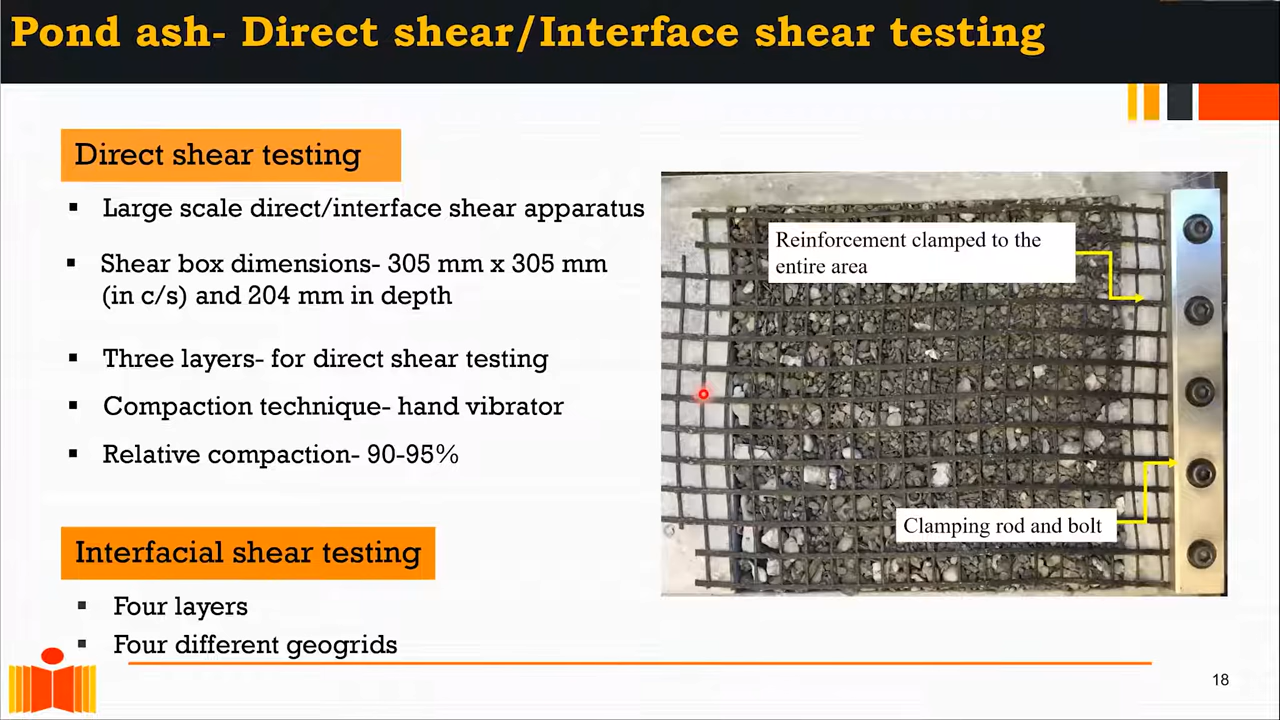 Pond ash- Direct shear/Interface shear testing
Direct shear testing
▪ Large scale direct/interface shear apparatus
▪ Shear box dimensions- 305 mm x 305 mm
(in c/s) and 204 mm in depth
▪ Three layers- for direct shear testing
▪ Compaction technique- hand vibrator
▪ Relative compaction- 90-95%
Interfacial shear testing
▪ Four layers
▪ Four different geogrids
Reinforcement clamped to the
entire area
Clamping rod and bolt
18